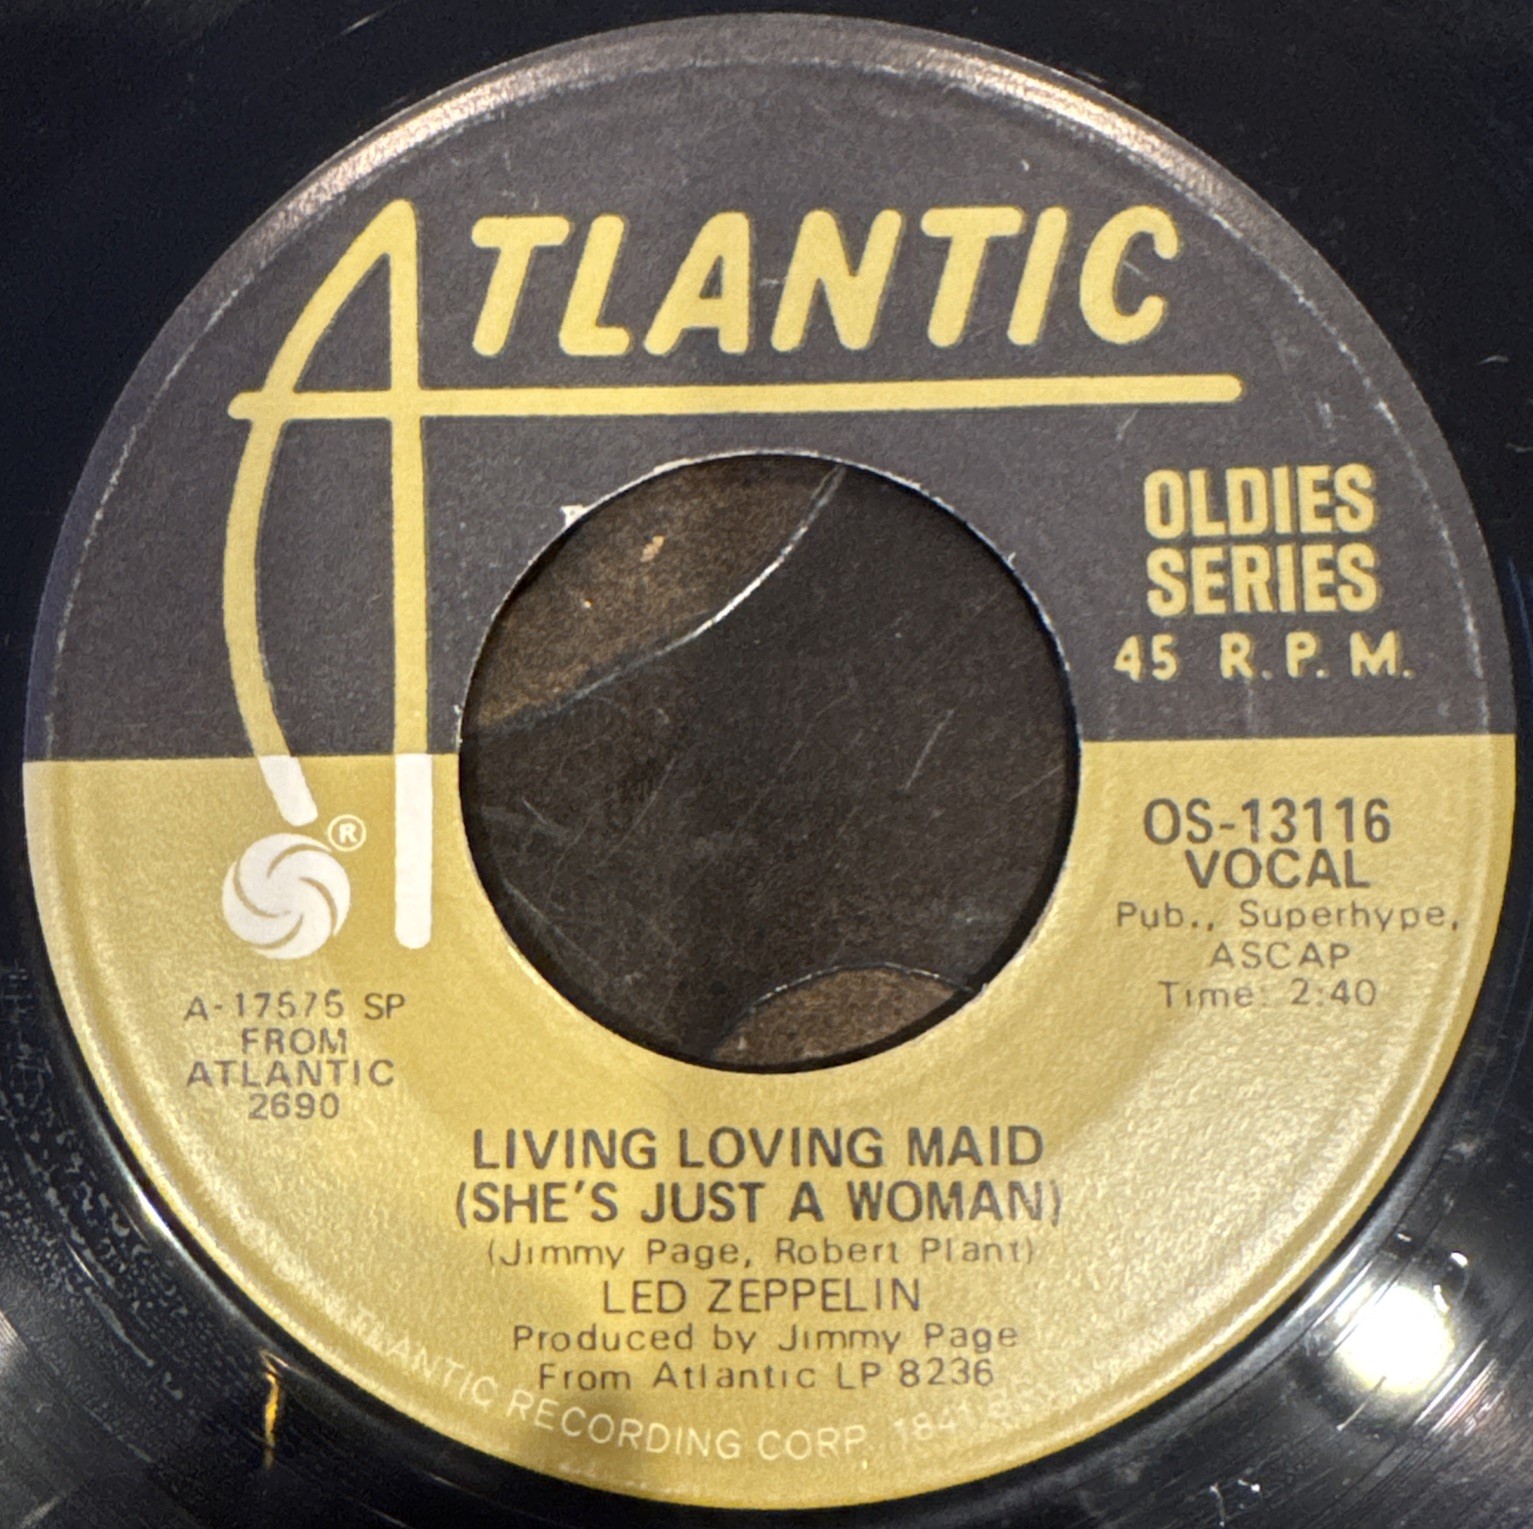 ATLANTIC
OLDIES
SERIES
45 R.P.M.
®
OS-13116
VOCAL
Pub., Superhype,
ASCAP
Time: 2:40
A-17575 SP
FROM
ATLANTIC
2690
LIVING LOVING MAID
(SHE'S JUST A WOMAN)
(Jimmy Page, Robert Plant)
LED ZEPPELIN
Produced by Jimmy Page
From Atlantic LP 8236
ATLANTIC RECORDING CORP. 1841